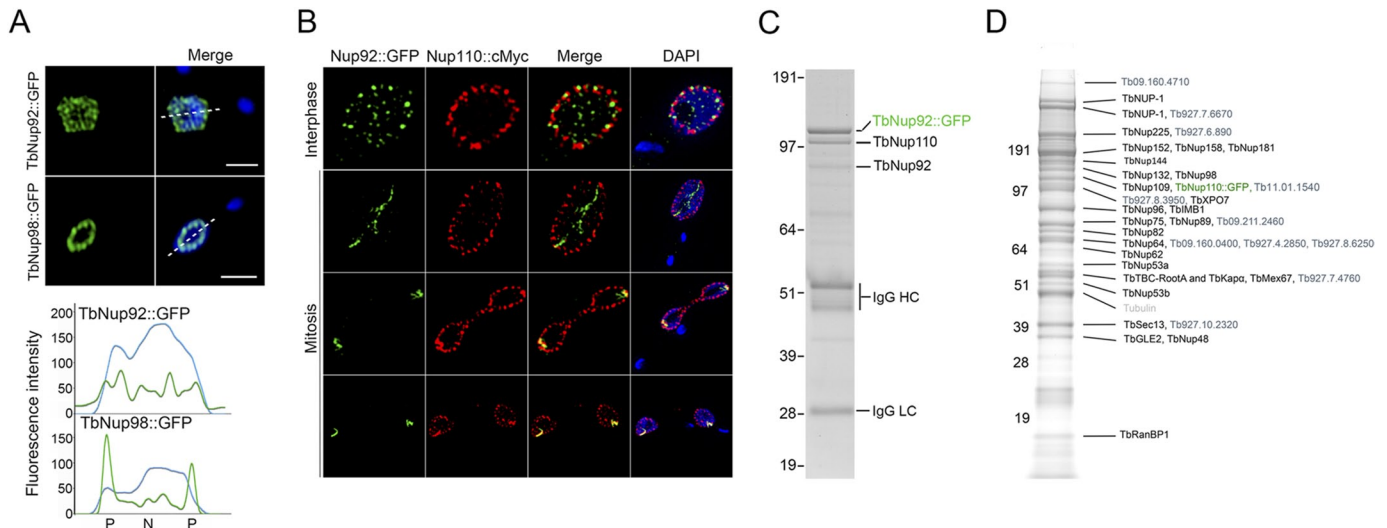 A
Merge
TbNup92::GFP
TbNup98::GFP
Fluorescence intensity
200
150
100
50
0
TbNup92::GFP
TbNup98::GFP
150
100
50
0
P N P
B
Nup92::GFP Nup110::cMyc Merge DAPI
Interphase
Mitosis
C
191
97
64
51
39
28
19
TbNup92::GFP
TbNup110
TbNup92
IgG HC
IgG LC
D
191
97
64
51
39
28
19
Tb09.160.4710
TbNUP-1
TbNUP-1, Tb927.7.6670
TbNup225, Tb927.6.890
TbNup152, TbNup158, TbNup181
TbNup144
TbNup132, TbNup98
TbNup109, TbNup110::GFP, Tb11.01.1540
Tb927.8.3950, TbXPO7
TbNup96, TbIMB1
TbNup75, TbNup89, Tb09.211.2460
TbNup82
TbNup64, Tb09.160.0400, Tb927.4.2850, Tb927.8.6250
TbNup62
TbNup53a
TbTBC-RootA and TbKapα, TbMex67, Tb927.7.4760
TbNup53b
Tubulin
TbSec13, Tb927.10.2320
TbGLE2, TbNup48
TbRanBP1